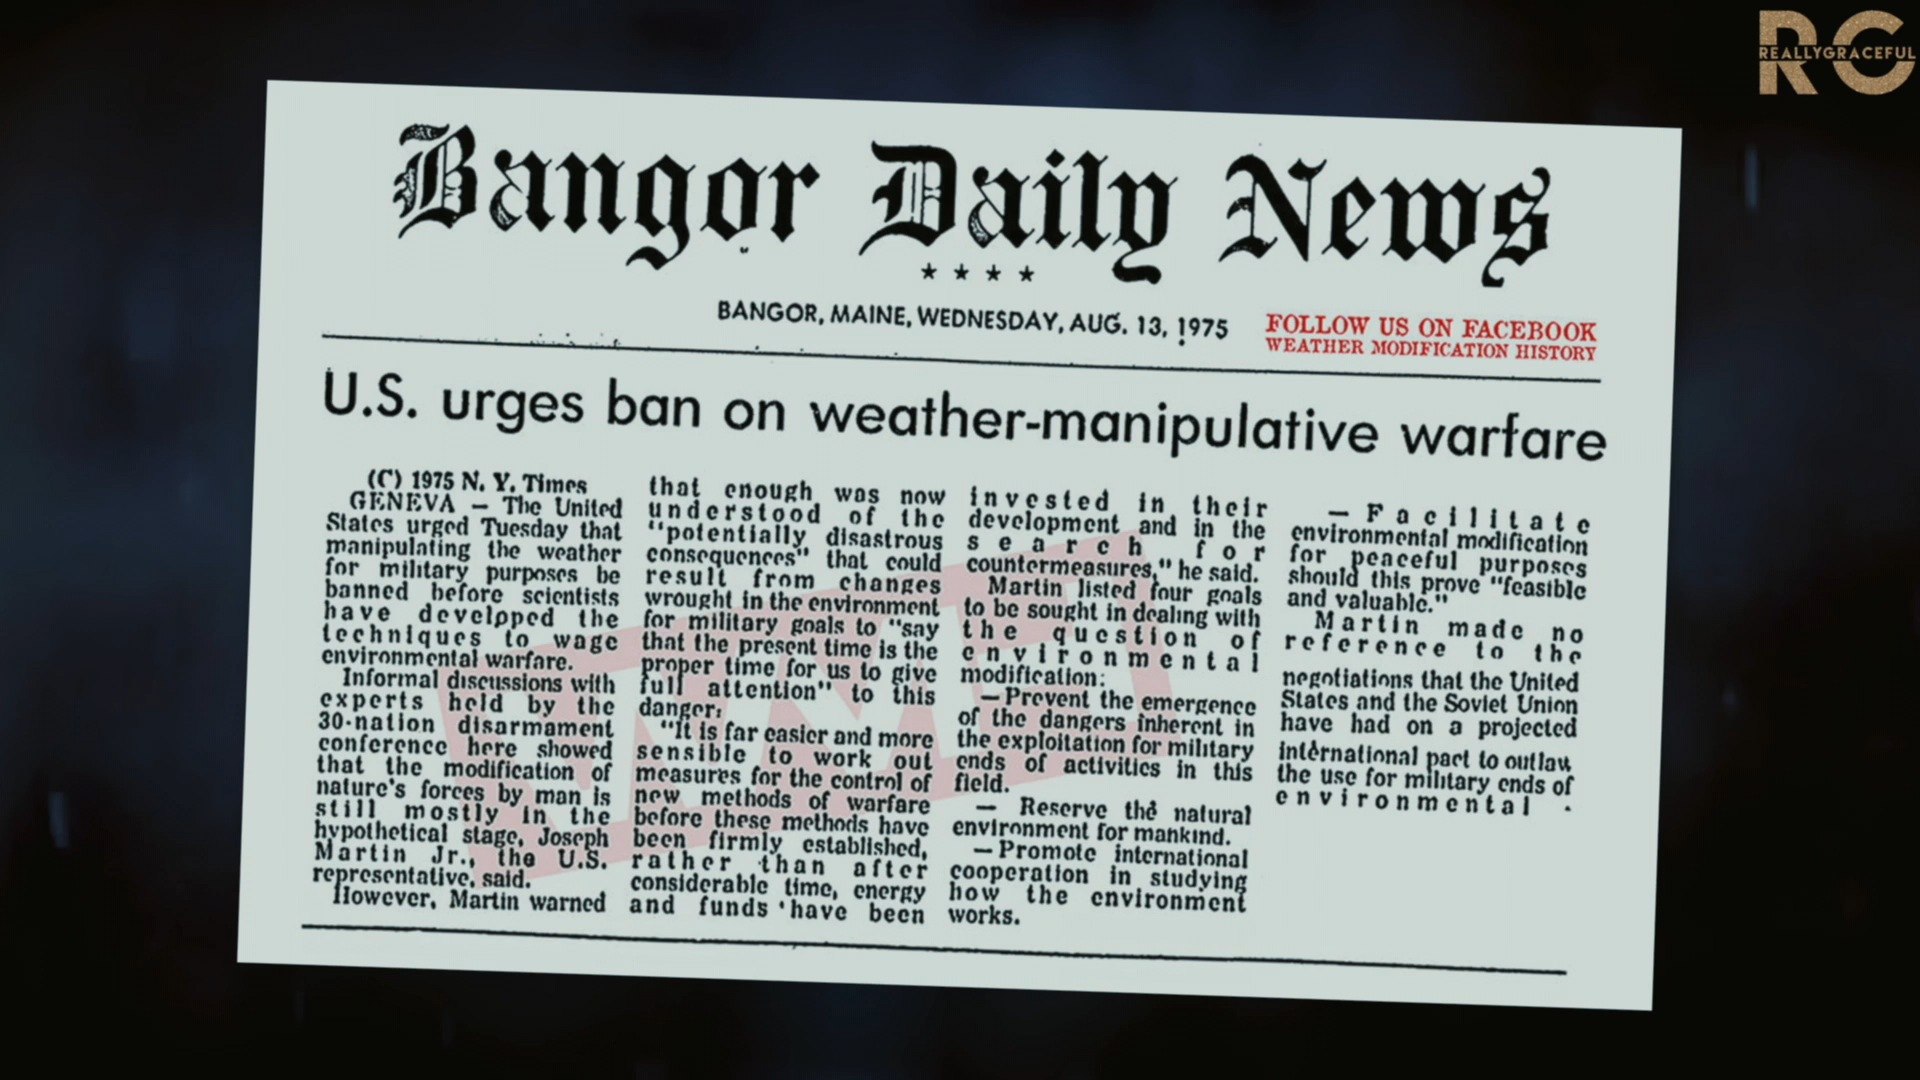 REALLYGRACEFUL
RG
Bangor Daily News
BANGOR, MAINE, WEDNESDAY, AUG. 13, 1975
FOLLOW US ON FACEBOOK
WEATHER MODIFICATION HISTORY
U.S. urges ban on weather-manipulative warfare
(C) 1975 N. Y. Times
GENEVA — The United
States urged Tuesday that
manipulating the weather
for military purposes be
banned before scientists
have developed the
techniques to wage
environmental warfare.
Informal discussions with
experts held by the
30-nation disarmament
conference here showed
that the modification of
nature's forces by man is
still mostly in the
hypothetical stage, Joseph
Martin Jr., the U.S.
representative, said.
However, Martin warned
that enough was now
understood of the
"potentially disastrous
consequences" that could
result from changes
wrought in the environment
for military goals to "say
that the present time is the
proper time for us to give
full attention" to this
danger:
"It is far easier and more
sensible to work out
measures for the control of
new methods of warfare
before these methods have
been firmly established,
rather than after
considerable time, energy
and funds have been
invested in their
development and in the
search for
countermeasures," he said.
Martin listed four goals
to be sought in dealing with
the question of
environmental
modification:
—Prevent the emergence
of the dangers inherent in
the exploitation for military
ends of activities in this
field.
— Reserve the natural
environment for mankind.
—Promote international
cooperation in studying
how the environment
works.
— Facilitate
environmental modification
for peaceful purposes
should this prove "feasible
and valuable."
Martin made no
reference to the
negotiations that the United
States and the Soviet Union
have had on a projected
international pact to outlaw
the use for military ends of
environmental